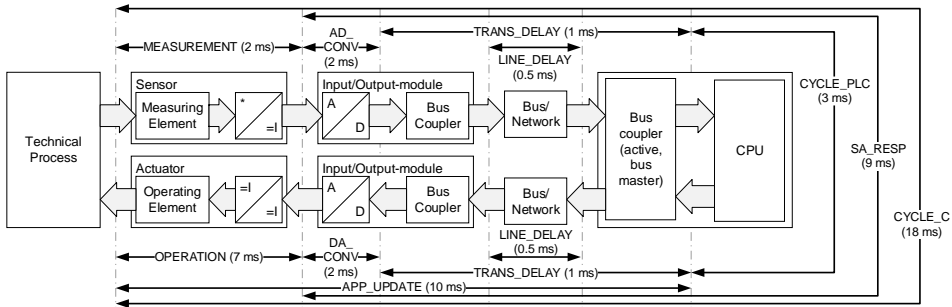 AD_
CONV
(2 ms)
TRANS_DELAY (1 ms)
MEASUREMENT (2 ms)
LINE_DELAY
(0.5 ms)
CYCLE_PLC
(3 ms)
Sensor
Input/Output-module
Technical
Process
Measuring
Element
*
=I
A
D
Bus
Coupler
Bus/
Network
Bus
coupler
(active,
bus
master)
CPU
SA_RESP
(9 ms)
Actuator
Input/Output-module
Operating
Element
=I
=I
A
D
Bus
Coupler
Bus/
Network
CYCLE_C
(18 ms)
LINE_DELAY
(0.5 ms)
OPERATION (7 ms)
DA_
CONV
(2 ms)
TRANS_DELAY (1 ms)
APP_UPDATE (10 ms)